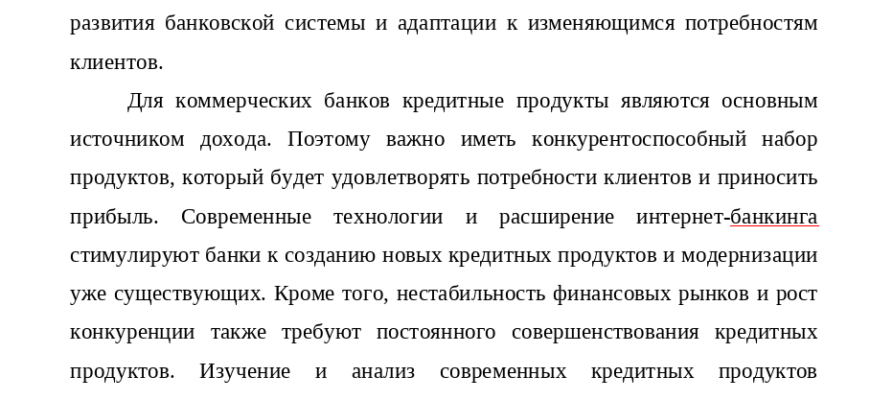 развития банковской системы и адаптации к изменяющимся потребностям
клиентов.
Для коммерческих банков кредитные продукты являются основным
источником дохода. Поэтому важно иметь конкурентоспособный набор
продуктов, который будет удовлетворять потребности клиентов и приносить
прибыль. Современные технологии и расширение интернет-банкинга
стимулируют банки к созданию новых кредитных продуктов и модернизации
уже существующих. Кроме того, нестабильность финансовых рынков и рост
конкуренции также требуют постоянного совершенствования кредитных
продуктов. Изучение и анализ современных кредитных продуктов